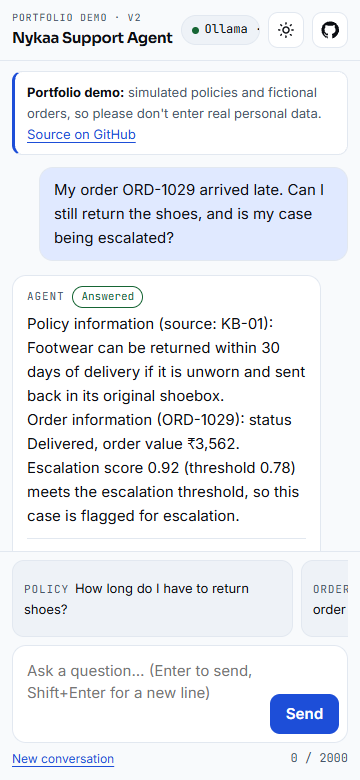 PORTFOLIO DEMO · V2
Nykaa Support Agent
Ollama ·
Portfolio demo: simulated policies and fictional
orders, so please don't enter real personal data.
Source on GitHub
My order ORD-1029 arrived late. Can I
still return the shoes, and is my case
being escalated?
AGENT Answered
Policy information (source: KB-01):
Footwear can be returned within 30
days of delivery if it is unworn and sent
back in its original shoebox.
Order information (ORD-1029): status
Delivered, order value ₹3,562.
Escalation score 0.92 (threshold 0.78)
meets the escalation threshold, so this
case is flagged for escalation.
POLICY How long do I have to return
shoes?
ORDER
order
Ask a question... (Enter to send,
Shift+Enter for a new line)
Send
New conversation
0 / 2000